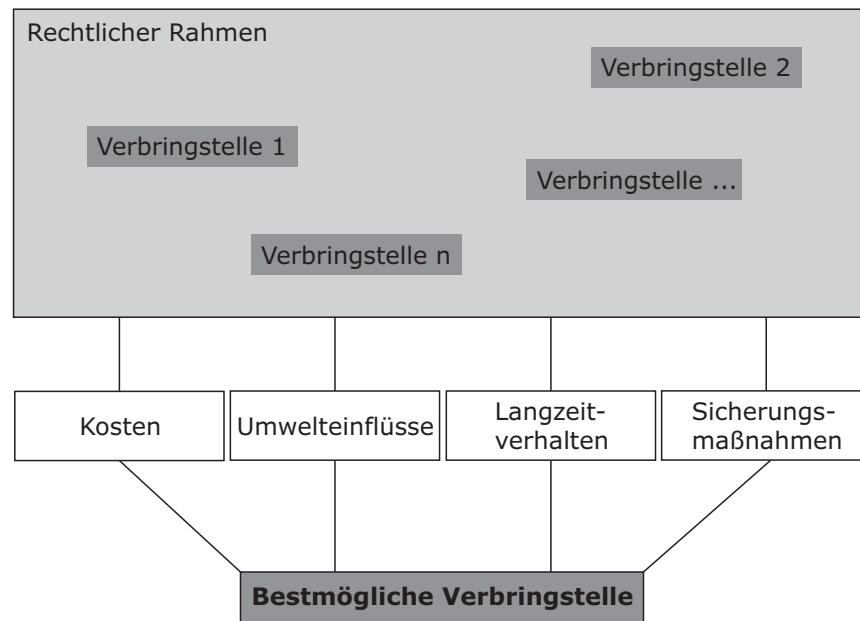 Rechtlicher Rahmen
Verbringstelle 2
Verbringstelle 1
Verbringstelle ...
Verbringstelle n
Kosten
Umwelteinflüsse
Langzeit-
verhalten
Sicherungs-
maßnahmen
Bestmögliche Verbringstelle